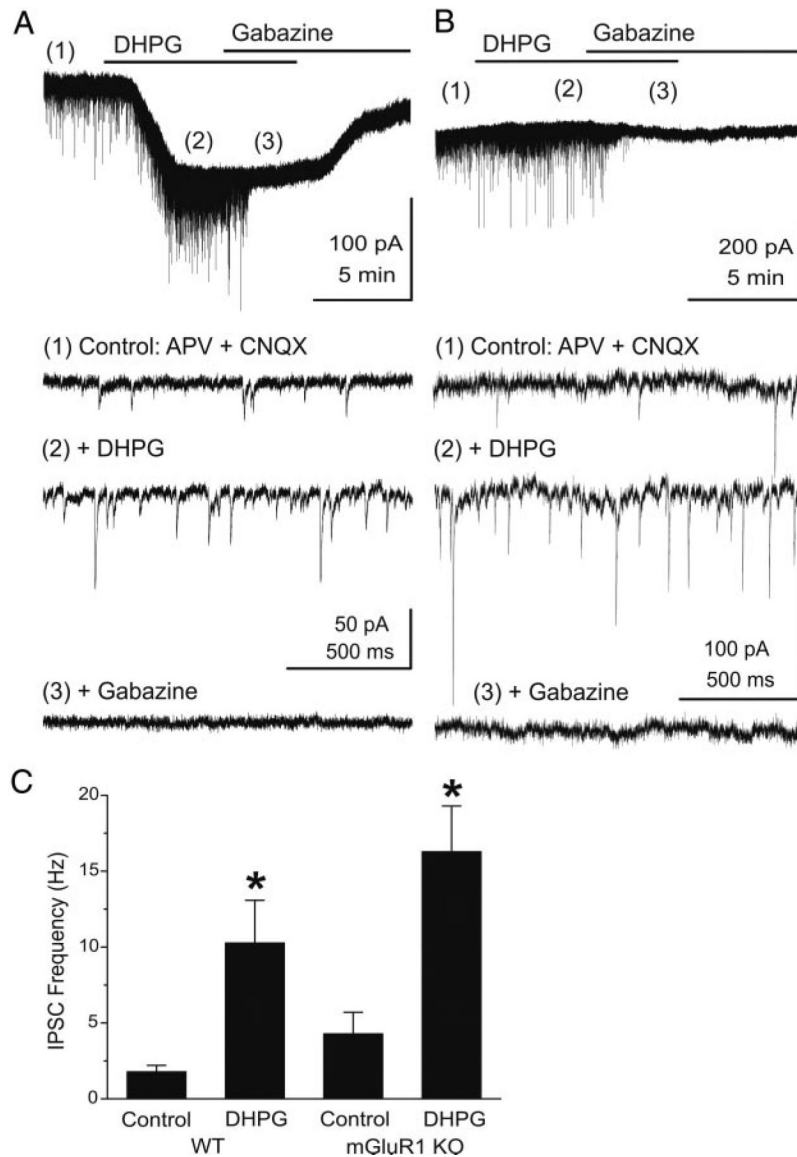 A
DHPG
Gabazine
(1)
(2)
(3)
100 pA
5 min
(1) Control: APV + CNQX
(2) + DHPG
50 pA
500 ms
(3) + Gabazine
B
DHPG
Gabazine
(1)
(2)
(3)
200 pA
5 min
(1) Control: APV + CNQX
(2) + DHPG
100 pA
500 ms
(3) + Gabazine
C
IPSC Frequency (Hz)
20
15
10
5
0
*
*
Control
DHPG
Control
DHPG
WT
mGluR1 KO